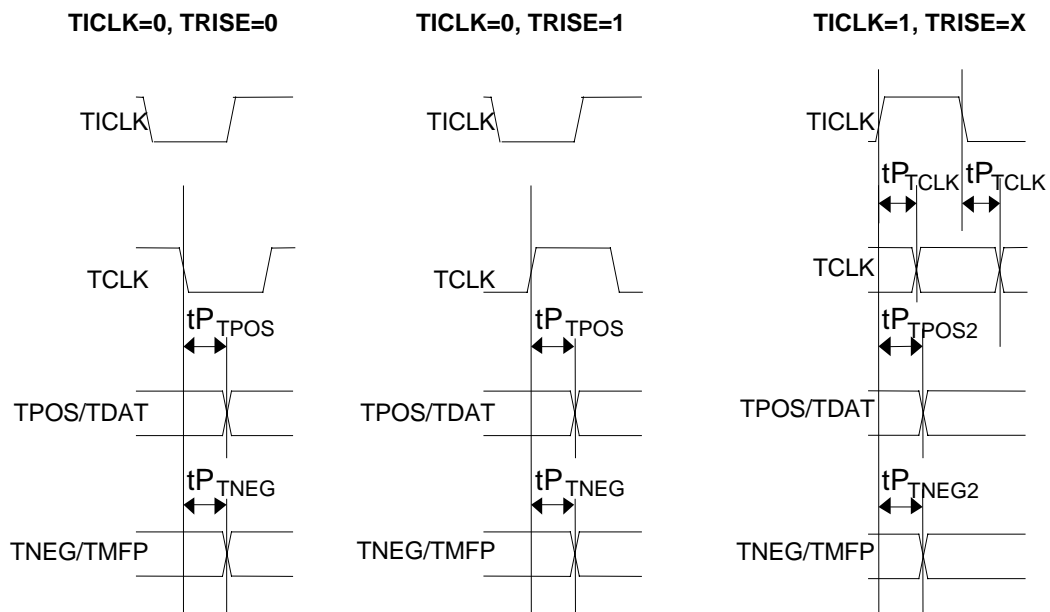 TICLK=0, TRISE=0
TICLK=0, TRISE=1
TICLK=1, TRISE=X
TICLK
TICLK
TICLK
tPTCLK
tPTCLK
TCLK
TCLK
TCLK
tPTPOS
tPTPOS
tPTPOS2
TPOS/TDAT
TPOS/TDAT
TPOS/TDAT
tPTNEG
tPTNEG
tPTNEG2
TNEG/TMFP
TNEG/TMFP
TNEG/TMFP